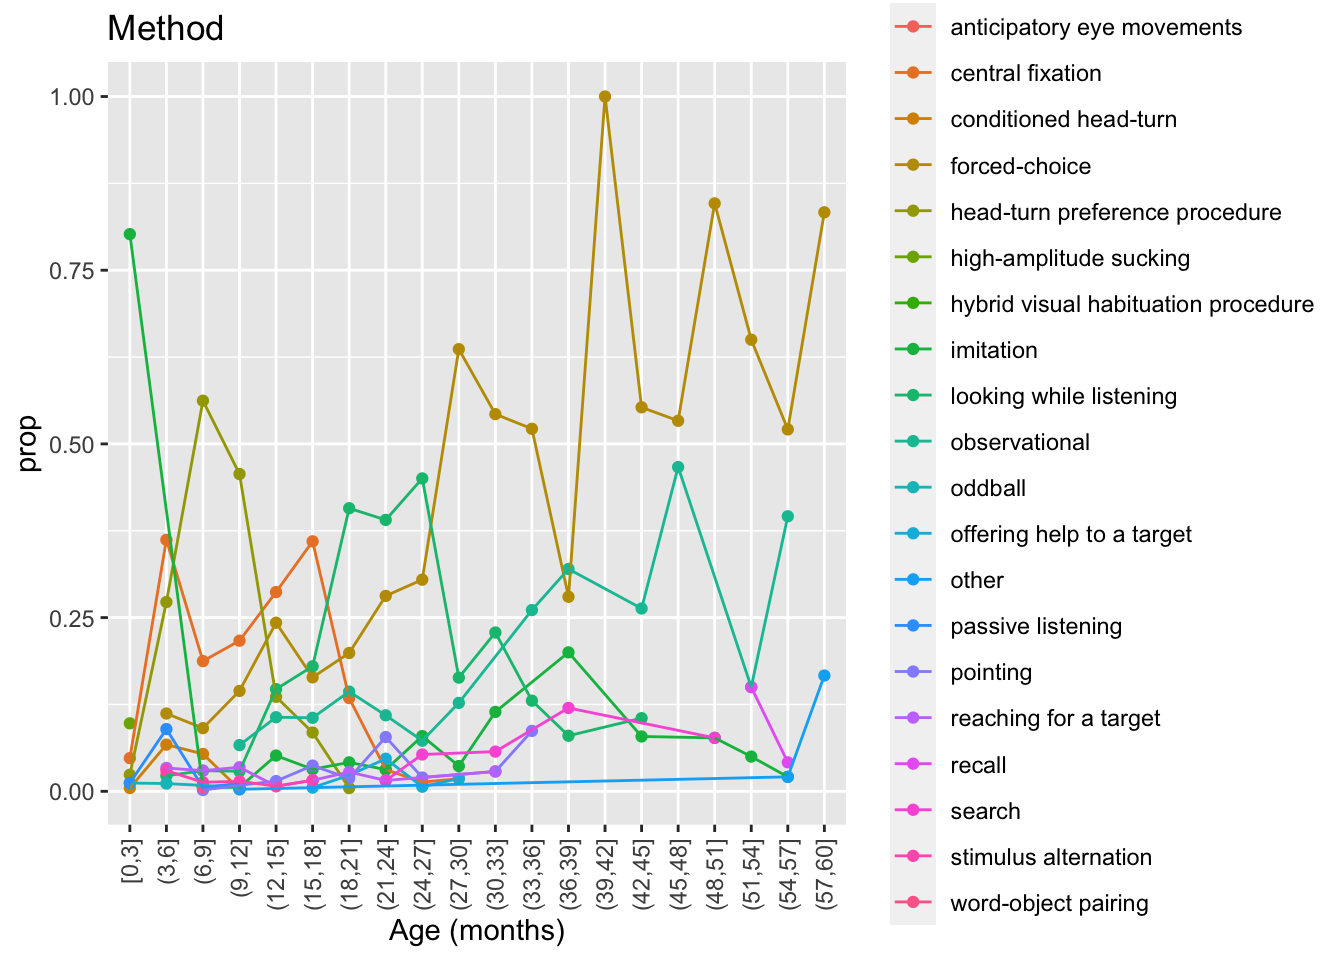 Method
1.00
0.75
0.50
0.25
0.00
prop
[0,3]
(3,6]
(6,9]
(9,12]
(12,15]
(15,18]
(18,21]
(21,24]
(24,27]
(27,30]
(30,33]
(33,36]
(36,39]
(39,42]
(42,45]
(45,48]
(48,51]
(51,54]
(54,57]
(57,60]
Age (months)
anticipatory eye movements
central fixation
conditioned head-turn
forced-choice
head-turn preference procedure
high-amplitude sucking
hybrid visual habituation procedure
imitation
looking while listening
observational
oddball
offering help to a target
other
passive listening
pointing
reaching for a target
recall
search
stimulus alternation
word-object pairing